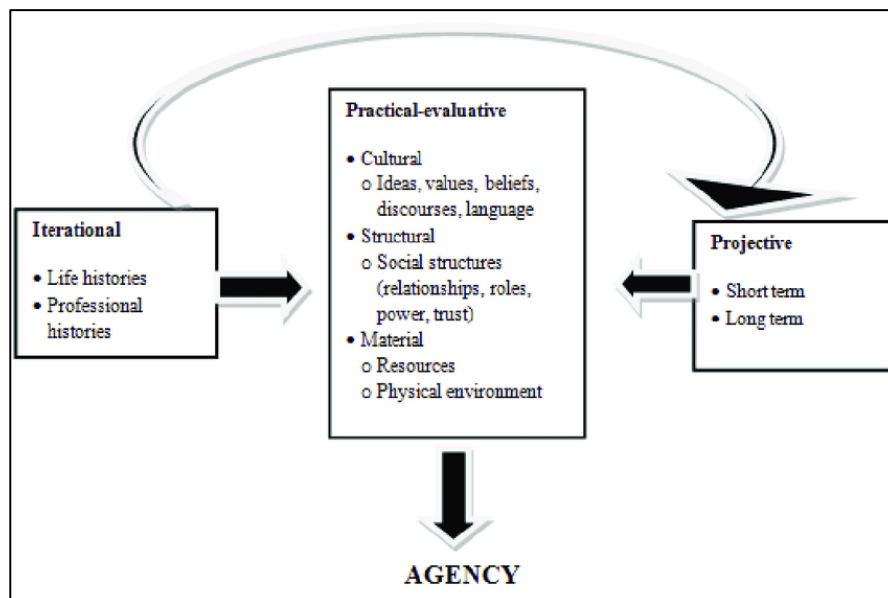 Practical-evaluative
• Cultural
o Ideas, values, beliefs,
discourses, language
• Structural
o Social structures
(relationships, roles,
power, trust)
• Material
o Resources
o Physical environment
Iterational
• Life histories
• Professional
histories
Projective
• Short term
• Long term
AGENCY